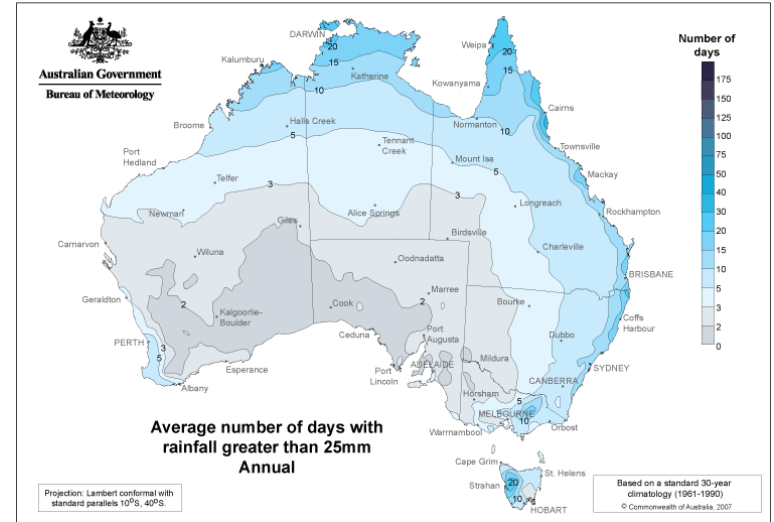 Australian Government
Bureau of Meteorology
DARWIN
20
15
Katherine
10
Kalumburu
Weipa
20
15
Kowanyama
Cairns
Normanton
10
Townsville
Broome
Halls Creek
5
Tennant
Creek
Mount Isa
5
Mackay
Port
Hedland
Telfer
3
3
Newman
Giles
Alice Springs
Longreach
Rockhampton
Birdsville
Carnarvon
Wiluna
Oodnadatta
Charleville
BRISBANE
Geraldton
2
Kalgoorlie-
Boulder
Cook
Marree
2
Bourke
Coffs
Harbour
PERTH
3
5
Ceduna
Port
Augusta
Dubbo
Esperance
Albany
Port
Lincoln
ADELAIDE
Mildura
SYDNEY
CANBERRA
Horsham
5
MELBOURNE
10
5
Warrnambool
Orbost
Cape Grim
St. Helens
Strahan
20
10
5
HOBART
Number of
days
175
150
125
100
75
50
40
30
20
15
10
5
3
2
0
Average number of days with
rainfall greater than 25mm
Annual
Projection: Lambert conformal with
standard parallels 10°S, 40°S.
Based on a standard 30-year
climatology (1961-1990)
© Commonwealth of Australia, 2007